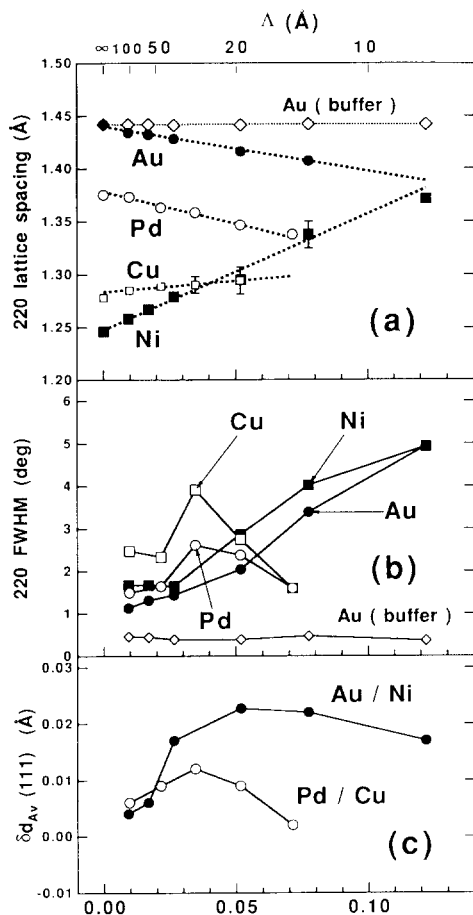 Λ (Å)
∞ 100 50 20 10
220 lattice spacing (Å)
1.50
1.45
1.40
1.35
1.30
1.25
1.20
Au ( buffer )
Au
Pd
Cu
Ni
(a)
220 FWHM (deg)
6
5
4
3
2
1
0
Cu
Ni
Au
Pd
(b)
Au ( buffer )
δdAv (111) (Å)
0.03
0.02
0.01
0.00
-0.01
Au / Ni
Pd / Cu
(c)
0.00 0.05 0.10